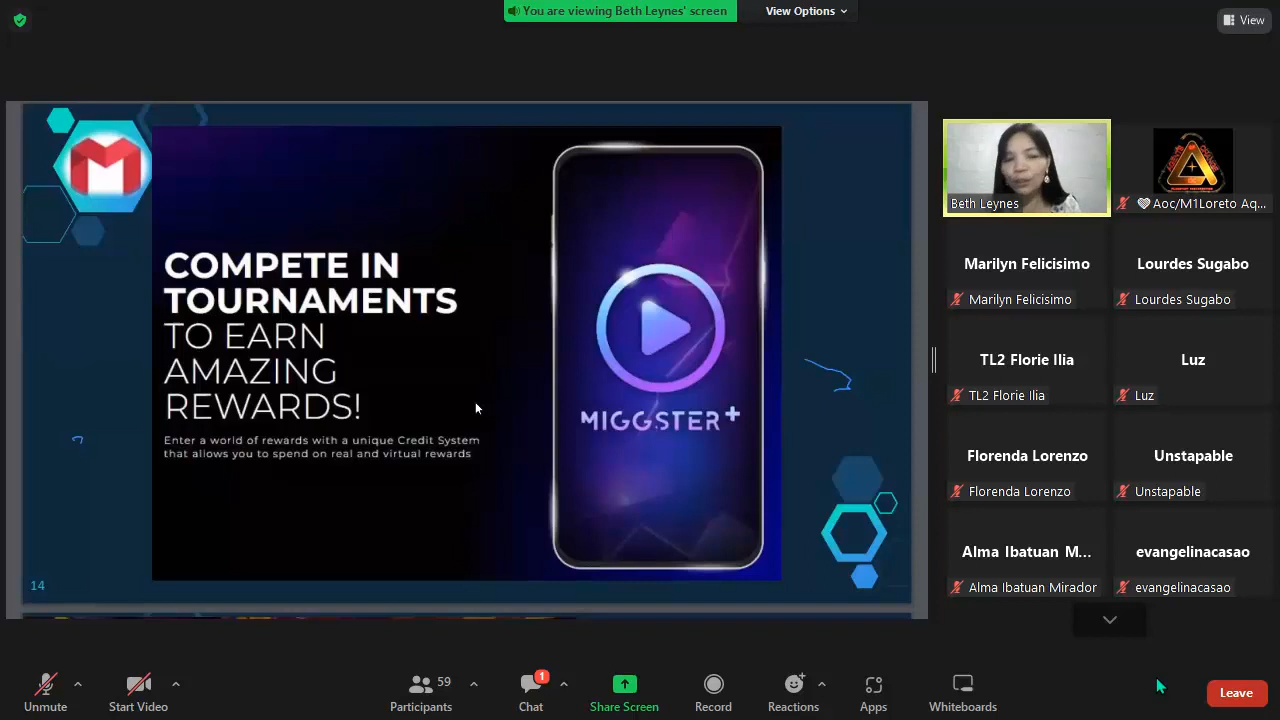 You are viewing Beth Leynes' screen
View Options
View
COMPETE IN
TOURNAMENTS
TO EARN
AMAZING
REWARDS!
Enter a world of rewards with a unique Credit System
that allows you to spend on real and virtual rewards
MIGGSTER+
14
Beth Leynes
Aoc/M1Loreto Aq...
Marilyn Felicisimo
Marilyn Felicisimo
Lourdes Sugabo
Lourdes Sugabo
TL2 Florie Ilia
TL2 Florie Ilia
Luz
Luz
Florenda Lorenzo
Florenda Lorenzo
Unstapable
Unstapable
Alma Ibatuan M...
Alma Ibatuan Mirador
evangelinacasao
evangelinacasao
Unmute
Start Video
59
Participants
1
Chat
Share Screen
Record
Reactions
Apps
Whiteboards
Leave